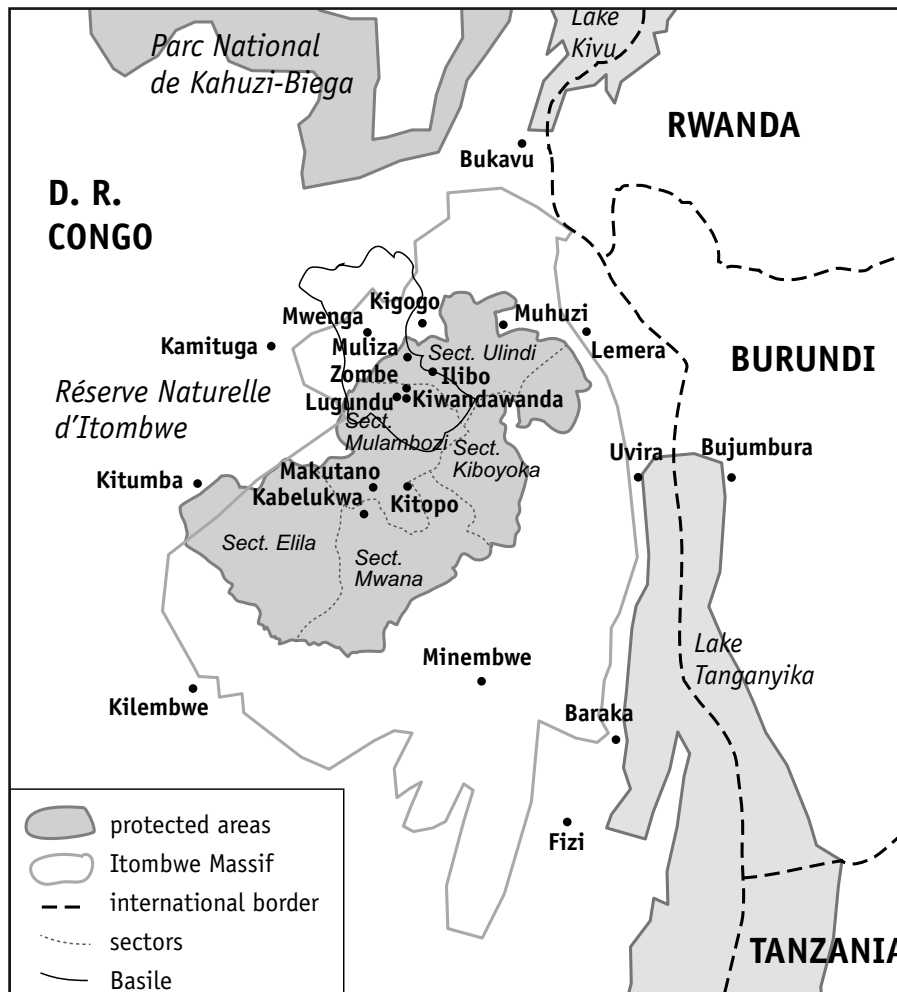 Lake
Kivu
Parc National
de Kahuzi-Biega
RWANDA
Bukavu
D. R.
CONGO
Kigogo
Mwenga
Muhuzi
Kamituga
Muliza
Sect. Ulindi
Lemera
BURUNDI
Zombe
Ilibo
Réserve Naturelle
d'Itombwe
Lugundu
Kiwandawanda
Sect.
Mulambozi
Sect.
Kiboyoka
Uvira
Bujumbura
Kitumba
Makutano
Kabelukwa
Kitopo
Sect. Elila
Sect.
Mwana
Minembwe
Lake
Tanganyika
Kilembwe
Baraka
Fizi
protected areas
Itombwe Massif
international border
sectors
Basile
TANZANIA